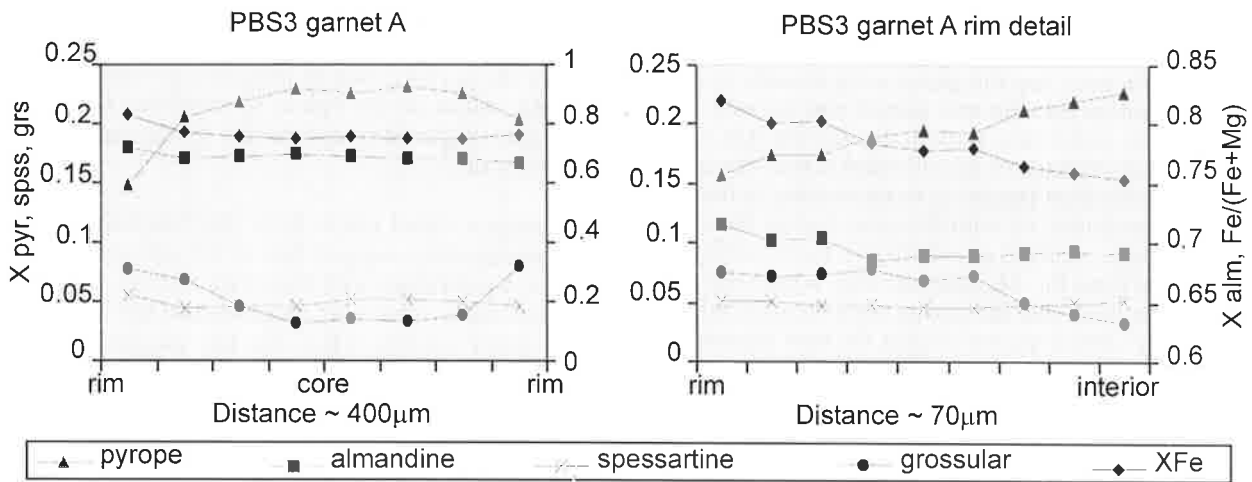 PBS3 garnet A
0.25
0.2
0.15
0.1
0.05
0
X pyr, spss, grs
1
0.8
0.6
0.4
0.2
0
rim core rim
Distance ~ 400µm
PBS3 garnet A rim detail
0.25
0.2
0.15
0.1
0.05
0
0.85
0.8
0.75
0.7
0.65
0.6
X alm, Fe/(Fe+Mg)
rim interior
Distance ~ 70µm
pyrope almandine spessartine grossular XFe